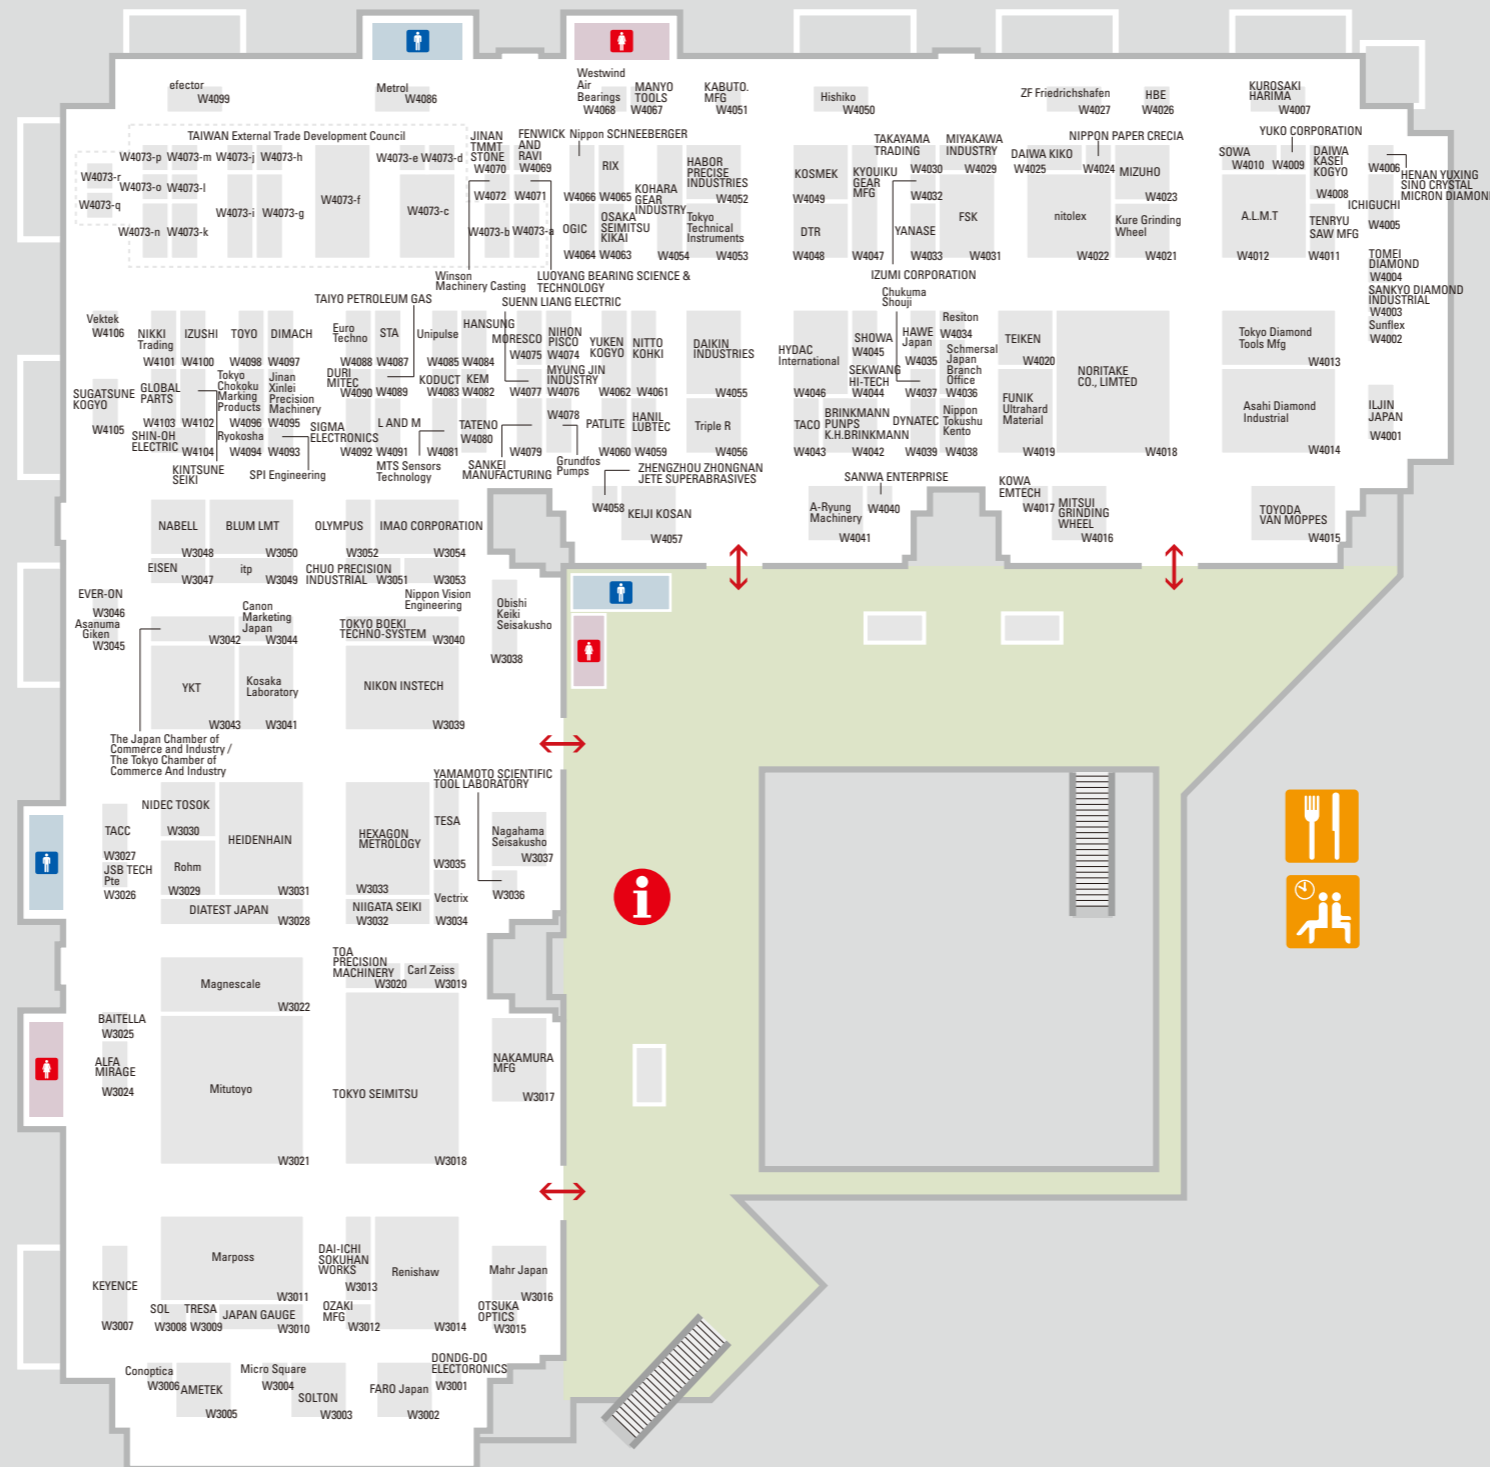 efector
W4099
Metrol
W4086
Westwind
Air
Bearings
W4068
MANYO
TOOLS
W4067
KABUTO.
MFG
W4051
Hishiko
W4050
ZF Friedrichshafen
W4027
HBE
W4026
KUROSAKI
HARIMA
W4007
TAIWAN External Trade Development Council
W4073-p
W4073-m
W4073-j
W4073-h
W4073-e
W4073-d
W4073-r
W4073-o
W4073-l
W4073-q
W4073-f
W4073-i
W4073-g
W4073-c
W4073-n
W4073-k
W4073-b
W4073-a
JINAN
TMMT
STONE
W4070
FENWICK
AND
RAVI
W4069
Nippon SCHNEEBERGER
W4072
W4071
W4066
RIX
W4065
KOHARA
GEAR
INDUSTRY
W4054
HABOR
PRECISE
INDUSTRIES
W4052
OGIC
W4064
OSAKA
SEIMITSU
KIKAI
W4063
Tokyo
Technical
Instruments
W4053
Winson
Machinery Casting
LUOYANG BEARING SCIENCE &
TECHNOLOGY
KOSMEK
W4049
KYOUIKU
GEAR
MFG
W4047
DTR
W4048
TAKAYAMA
TRADING
W4030
MIYAKAWA
INDUSTRY
W4029
W4032
YANASE
W4033
FSK
W4031
IZUMI CORPORATION
DAIWA KIKO
W4025
NIPPON PAPER CRECIA
W4024
MIZUHO
W4023
nitolex
W4022
Kure Grinding
Wheel
W4021
YUKO CORPORATION
SOWA
W4010
W4009
DAIWA
KASEI
KOGYO
W4008
A.L.M.T
W4012
TENRYU
SAW MFG
W4011
W4006
HENAN YUXING
SINO CRYSTAL
MICRON DIAMOND
ICHIGUCHI
W4005
TOMEI
DIAMOND
W4004
SANKYO DIAMOND
INDUSTRIAL
W4003
Sunflex
W4002
ILJIN
JAPAN
W4001
Vektek
W4106
NIKKI
Trading
W4101
IZUSHI
W4100
TOYO
W4098
DIMACH
W4097
TAIYO PETROLEUM GAS
Euro
Techno
W4088
STA
W4087
Unipulse
W4085
HANSUNG
W4084
SUENN LIANG ELECTRIC
MORESCO
W4075
NIHON
PISCO
W4074
YUKEN
KOGYO
W4062
NITTO
KOHKI
W4061
DAIKIN
INDUSTRIES
W4055
SUGATSUNE
KOGYO
W4105
GLOBAL
PARTS
W4103
W4102
Tokyo
Chokoku
Marking
Products
W4096
Jinan
Xinlei
Precision
Machinery
W4095
DURI
MITEC
W4090
W4089
KODUCT
W4083
KEM
W4082
W4077
MYUNG JIN
INDUSTRY
W4076
SHIN-OH
ELECTRIC
W4104
Ryokosha
W4094
W4093
SIGMA
ELECTRONICS
W4092
L AND M
W4091
W4081
TATENO
W4080
W4079
W4078
PATLITE
W4060
HANIL
LUBTEC
W4059
Triple R
W4056
KINTSUNE
SEIKI
SPI Engineering
MTS Sensors
Technology
SANKEI
MANUFACTURING
Grundfos
Pumps
HYDAC
International
W4046
SHOWA
W4045
SEKWANG
HI-TECH
W4044
Chukuma
Shouji
HAWE
Japan
W4035
Resiton
W4034
Schmersal
Japan
Branch
Office
W4036
W4037
TACO
W4043
BRINKMANN
PUNPS
K.H.BRINKMANN
W4042
DYNATEC
W4039
Nippon
Tokushu
Kento
W4038
TEIKEN
W4020
FUNIK
Ultrahard
Material
W4019
NORITAKE
CO., LIMTED
W4018
Tokyo Diamond
Tools Mfg
W4013
Asahi Diamond
Industrial
W4014
ZHENGZHOU ZHONGNAN
JETE SUPERABRASIVES
W4058
KEIJI KOSAN
W4057
A-Ryung
Machinery
W4041
SANWA ENTERPRISE
W4040
KOWA
EMTECH
W4017
MITSUI
GRINDING
WHEEL
W4016
TOYODA
VAN MOPPES
W4015
NABELL
W3048
BLUM LMT
W3050
OLYMPUS
W3052
IMAO CORPORATION
W3054
EISEN
W3047
itp
W3049
CHUO PRECISION
INDUSTRIAL
W3051
W3053
Nippon Vision
Engineering
EVER-ON
W3046
Asanuma
Giken
W3045
W3042
Canon
Marketing
Japan
W3044
TOKYO BOEKI
TECHNO-SYSTEM
W3040
Obishi
Keiki
Seisakusho
W3038
YKT
W3043
Kosaka
Laboratory
W3041
NIKON INSTECH
W3039
The Japan Chamber of
Commerce and Industry /
The Tokyo Chamber of
Commerce And Industry
YAMAMOTO SCIENTIFIC
TOOL LABORATORY
TACC
W3027
NIDEC TOSOK
W3030
HEIDENHAIN
W3031
HEXAGON
METROLOGY
W3033
TESA
W3035
Nagahama
Seisakusho
W3037
JSB TECH
Pte
W3026
Rohm
W3029
W3036
DIATEST JAPAN
W3028
NIIGATA SEIKI
W3032
Vectrix
W3034
Magnescale
W3022
TOA
PRECISION
MACHINERY
W3020
Carl Zeiss
W3019
BAITELLA
W3025
ALFA
MIRAGE
W3024
Mitutoyo
W3021
TOKYO SEIMITSU
W3018
NAKAMURA
MFG
W3017
KEYENCE
W3007
Marposs
W3011
DAI-ICHI
SOKUHAN
WORKS
W3013
Renishaw
W3014
Mahr Japan
W3016
SOL
W3008
TRESA
W3009
JAPAN GAUGE
W3010
OZAKI
MFG
W3012
OTSUKA
OPTICS
W3015
Conoptica
W3006
AMETEK
W3005
Micro Square
W3004
SOLTON
W3003
FARO Japan
W3002
DONDG-DO
ELECTORONICS
W3001
i